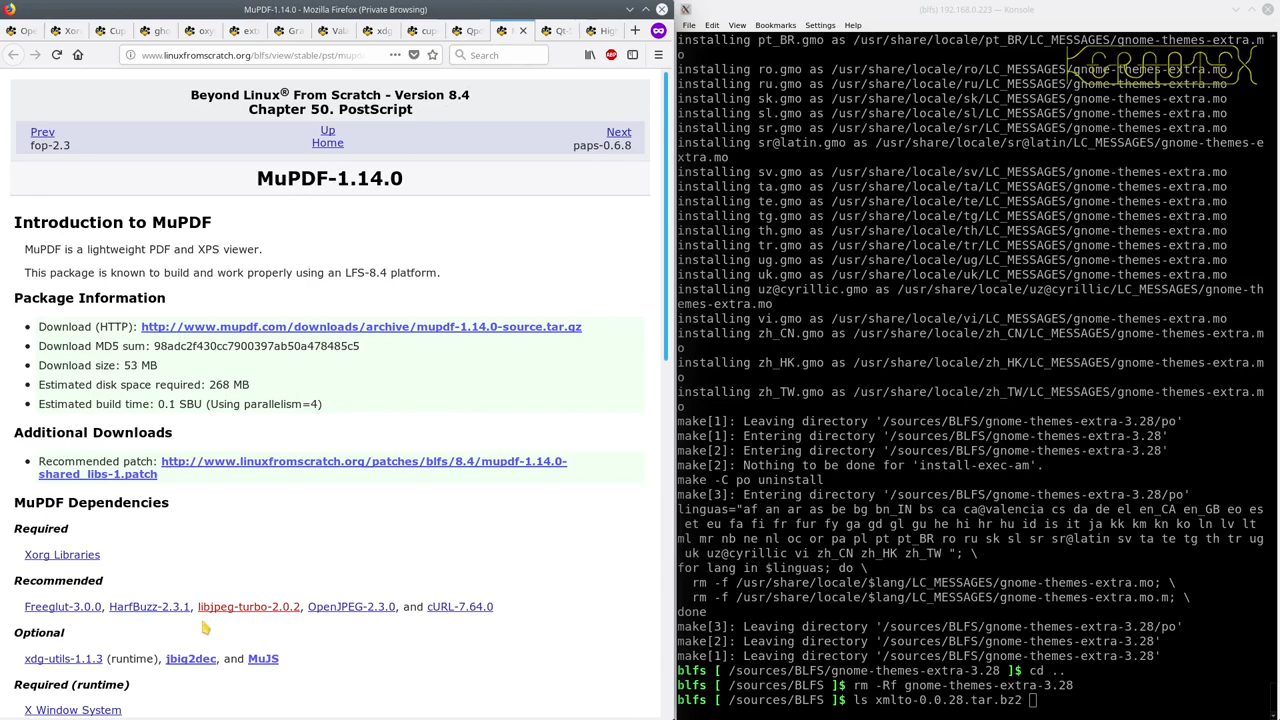 MuPDF-1.14.0 - Mozilla Firefox (Private Browsing)
Ope
Xor
Cup
gho
oxy
ext
Gra
Vala
xdg
cup
Qpd
Qt-5
High
www.linuxfromscratch.org/blfs/view/stable/pst/mup
Search
Beyond Linux® From Scratch - Version 8.4
Chapter 50. PostScript
Prev
fop-2.3
Up
Home
Next
paps-0.6.8
MuPDF-1.14.0
Introduction to MuPDF
MuPDF is a lightweight PDF and XPS viewer.
This package is known to build and work properly using an LFS-8.4 platform.
Package Information
• Download (HTTP): http://www.mupdf.com/downloads/archive/mupdf-1.14.0-source.tar.gz
• Download MD5 sum: 98adc2f430cc7900397ab50a478485c5
• Download size: 53 MB
• Estimated disk space required: 268 MB
• Estimated build time: 0.1 SBU (Using parallelism=4)
Additional Downloads
• Recommended patch: http://www.linuxfromscratch.org/patches/blfs/8.4/mupdf-1.14.0-
shared_libs-1.patch
MuPDF Dependencies
Required
Xorg Libraries
Recommended
Freeglut-3.0.0, HarfBuzz-2.3.1, libjpeg-turbo-2.0.2, OpenJPEG-2.3.0, and cURL-7.64.0
Optional
xdg-utils-1.1.3 (runtime), jbig2dec, and MuJS
Required (runtime)
X Window System
(blfs) 192.168.0.223 — Konsole
File Edit View Bookmarks Settings Help
KERNOTEX
installing pt_BR.gmo as /usr/share/locale/pt_BR/LC_MESSAGES/gnome-themes-extra.m
o
installing ro.gmo as /usr/share/locale/ro/LC_MESSAGES/gnome-themes-extra.mo
installing ru.gmo as /usr/share/locale/ru/LC_MESSAGES/gnome-themes-extra.mo
installing sk.gmo as /usr/share/locale/sk/LC_MESSAGES/gnome-themes-extra.mo
installing sl.gmo as /usr/share/locale/sl/LC_MESSAGES/gnome-themes-extra.mo
installing sr.gmo as /usr/share/locale/sr/LC_MESSAGES/gnome-themes-extra.mo
installing sr@latin.gmo as /usr/share/locale/sr@latin/LC_MESSAGES/gnome-themes-e
xtra.mo
installing sv.gmo as /usr/share/locale/sv/LC_MESSAGES/gnome-themes-extra.mo
installing ta.gmo as /usr/share/locale/ta/LC_MESSAGES/gnome-themes-extra.mo
installing te.gmo as /usr/share/locale/te/LC_MESSAGES/gnome-themes-extra.mo
installing tg.gmo as /usr/share/locale/tg/LC_MESSAGES/gnome-themes-extra.mo
installing th.gmo as /usr/share/locale/th/LC_MESSAGES/gnome-themes-extra.mo
installing tr.gmo as /usr/share/locale/tr/LC_MESSAGES/gnome-themes-extra.mo
installing ug.gmo as /usr/share/locale/ug/LC_MESSAGES/gnome-themes-extra.mo
installing uk.gmo as /usr/share/locale/uk/LC_MESSAGES/gnome-themes-extra.mo
installing uz@cyrillic.gmo as /usr/share/locale/uz@cyrillic/LC_MESSAGES/gnome-th
emes-extra.mo
installing vi.gmo as /usr/share/locale/vi/LC_MESSAGES/gnome-themes-extra.mo
installing zh_CN.gmo as /usr/share/locale/zh_CN/LC_MESSAGES/gnome-themes-extra.m
o
installing zh_HK.gmo as /usr/share/locale/zh_HK/LC_MESSAGES/gnome-themes-extra.m
o
installing zh_TW.gmo as /usr/share/locale/zh_TW/LC_MESSAGES/gnome-themes-extra.m
o
make[1]: Leaving directory '/sources/BLFS/gnome-themes-extra-3.28/po'
make[1]: Entering directory '/sources/BLFS/gnome-themes-extra-3.28'
make[2]: Entering directory '/sources/BLFS/gnome-themes-extra-3.28'
make[2]: Nothing to be done for 'install-exec-am'.
make -C po uninstall
make[3]: Entering directory '/sources/BLFS/gnome-themes-extra-3.28/po'
linguas="af an ar as be bg bn_IN bs ca ca@valencia cs da de el en_CA en_GB eo es
 et eu fa fi fr fur fy ga gd gl gu he hi hr hu id is it ja kk km kn ko ln lv lt
ml mr nb ne nl oc or pa pl pt pt_BR ro ru sk sl sr sr@latin sv ta te tg th tr ug
 uk uz@cyrillic vi zh_CN zh_HK zh_TW "; \
for lang in $linguas; do \
  rm -f /usr/share/locale/$lang/LC_MESSAGES/gnome-themes-extra.mo; \
  rm -f /usr/share/locale/$lang/LC_MESSAGES/gnome-themes-extra.mo.m; \
done
make[3]: Leaving directory '/sources/BLFS/gnome-themes-extra-3.28/po'
make[2]: Leaving directory '/sources/BLFS/gnome-themes-extra-3.28'
make[1]: Leaving directory '/sources/BLFS/gnome-themes-extra-3.28'
blfs [ /sources/BLFS/gnome-themes-extra-3.28 ]$ cd ..
blfs [ /sources/BLFS ]$ rm -Rf gnome-themes-extra-3.28
blfs [ /sources/BLFS ]$ ls xmlto-0.0.28.tar.bz2